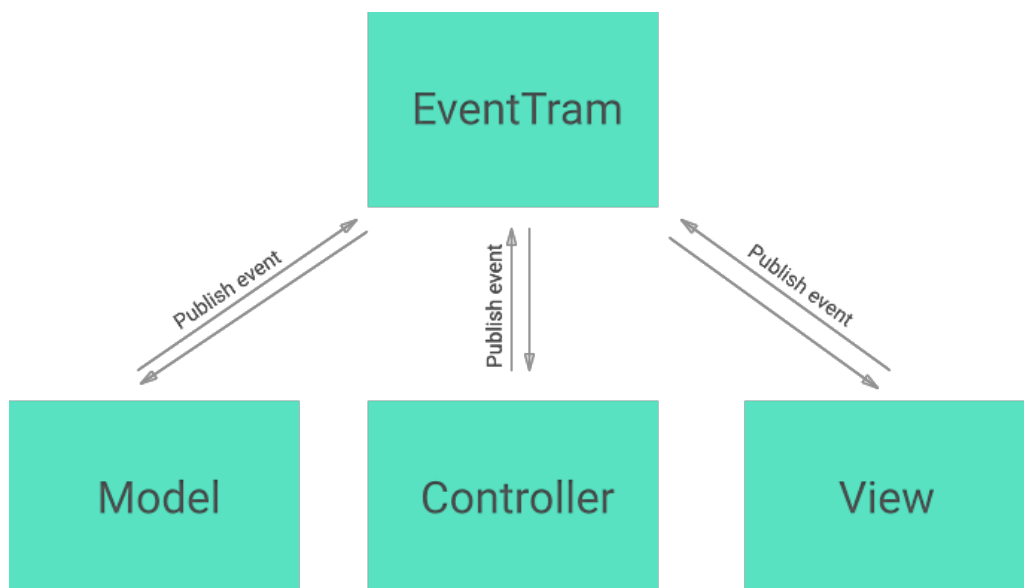 EventTram
Publish event
Publish event
Publish event
Model
Controller
View